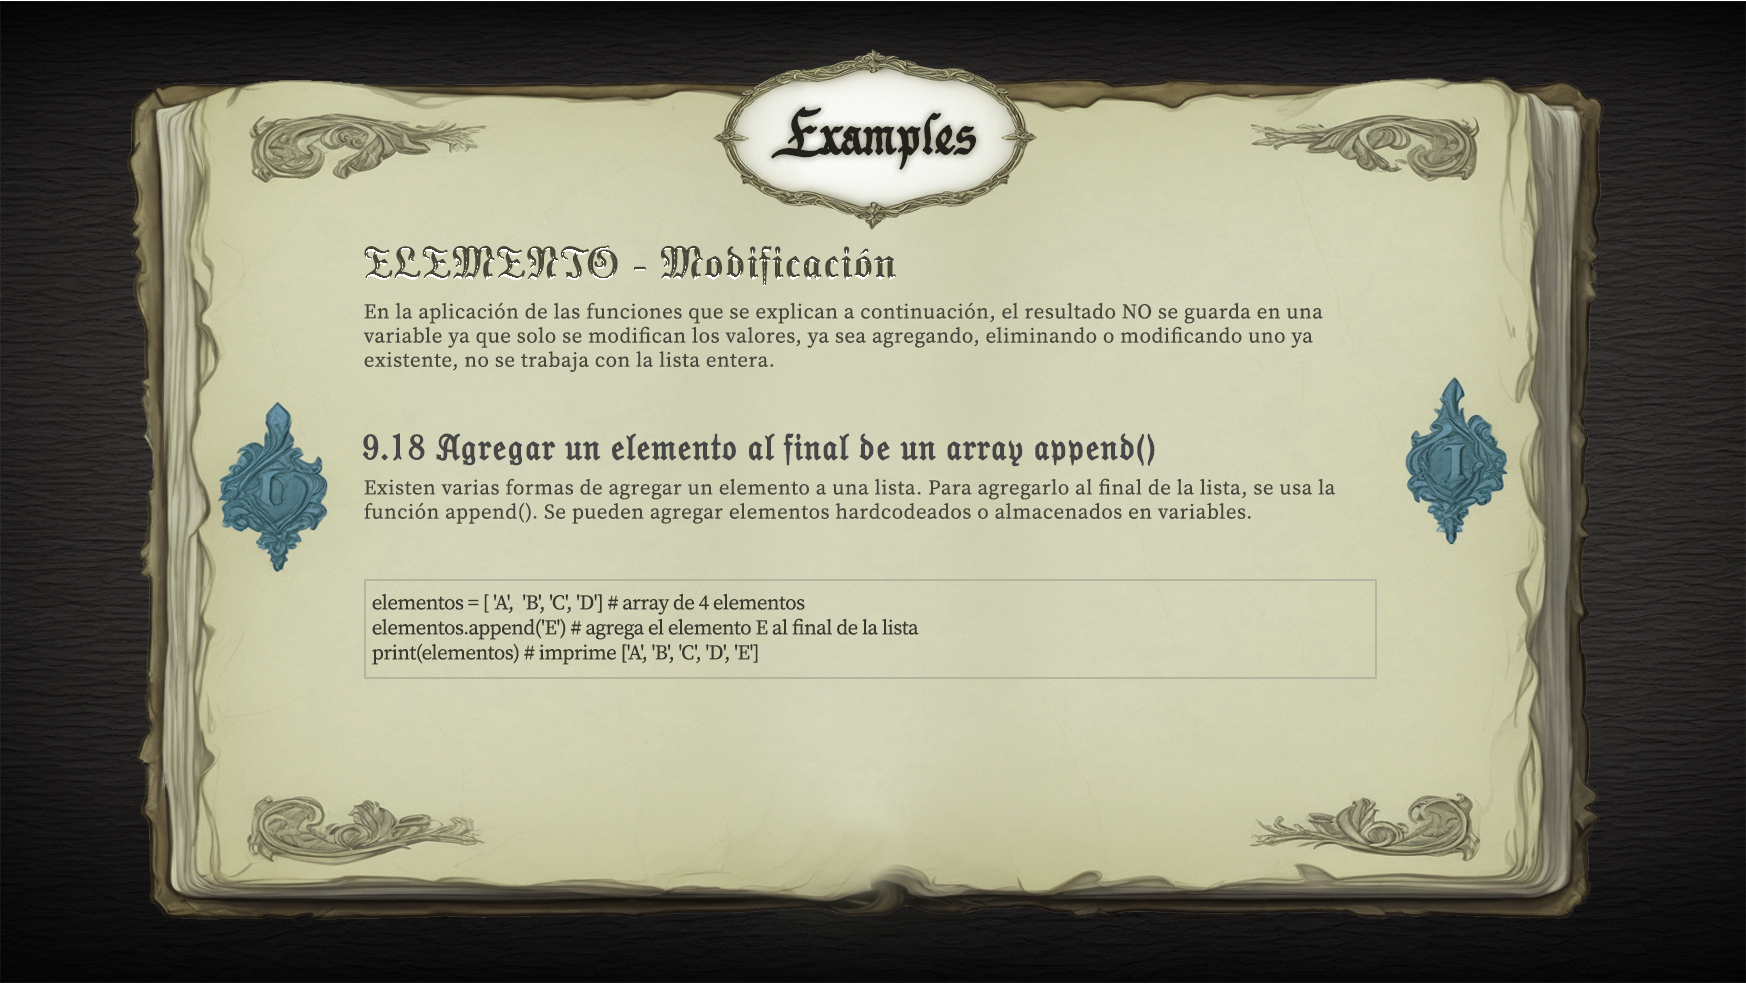 Examples
ELEMENTO - Modificación
En la aplicación de las funciones que se explican a continuación, el resultado NO se guarda en una
variable ya que solo se modifican los valores, ya sea agregando, eliminando o modificando uno ya
existente, no se trabaja con la lista entera.
9.18 Agregar un elemento al final de un array append()
Existen varias formas de agregar un elemento a una lista. Para agregarlo al final de la lista, se usa la
función append(). Se pueden agregar elementos hardcodeados o almacenados en variables.
elementos = [ 'A',  'B', 'C', 'D'] # array de 4 elementos
elementos.append('E') # agrega el elemento E al final de la lista
print(elementos) # imprime ['A', 'B', 'C', 'D', 'E']